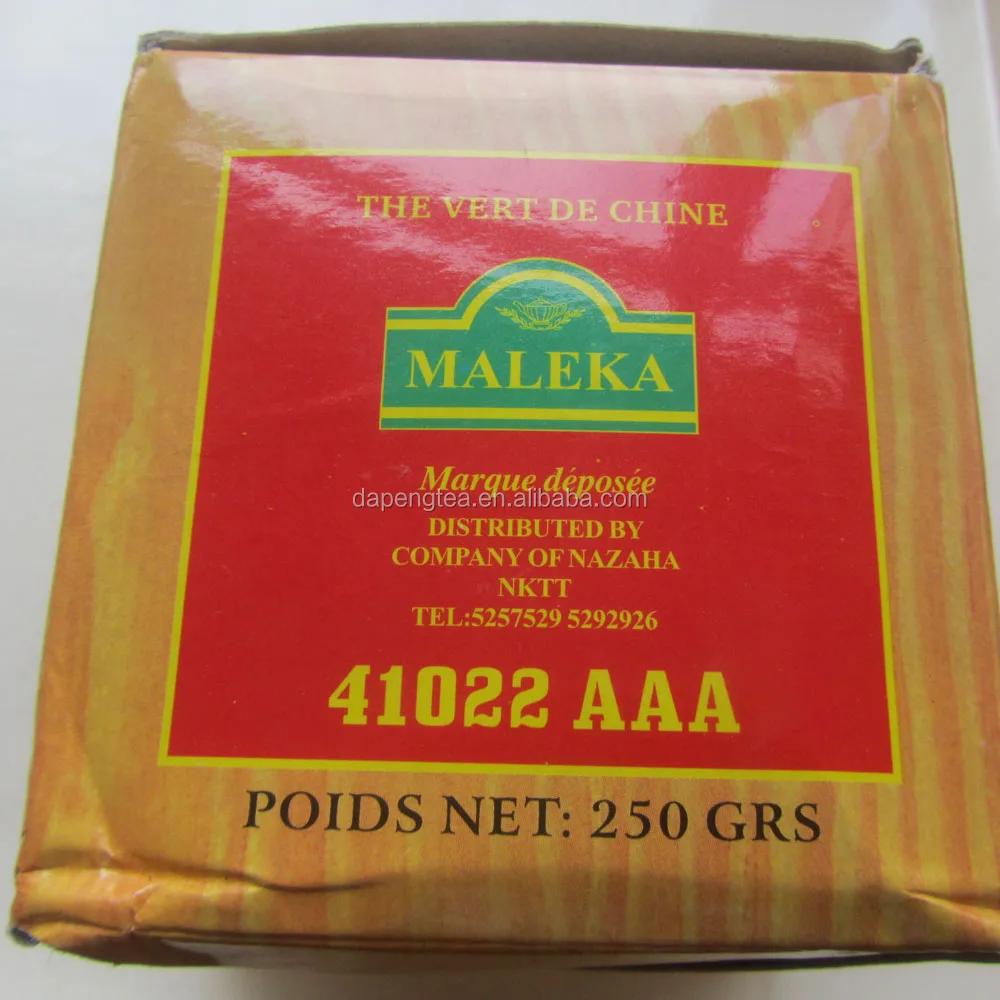 THE VERT DE CHINE
MALEKA
Marque déposée
dapengtea.en.alibaba.com
DISTRIBUTED BY
COMPANY OF NAZAHA
NKTT
TEL:5257529 5292926
41022 AAA
POIDS NET: 250 GRS